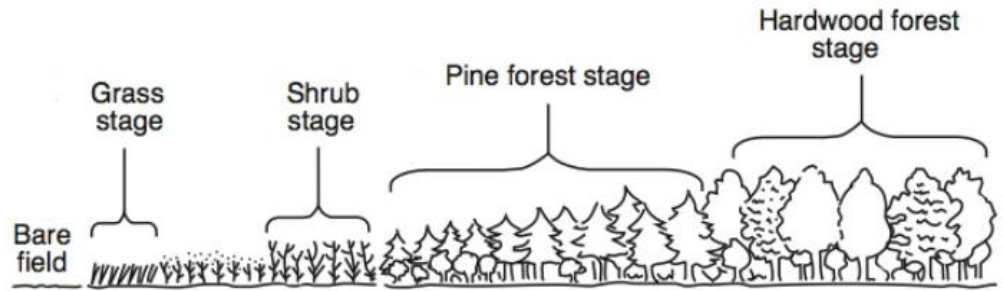 Bare
field
Grass
stage
Shrub
stage
Pine forest stage
Hardwood forest
stage